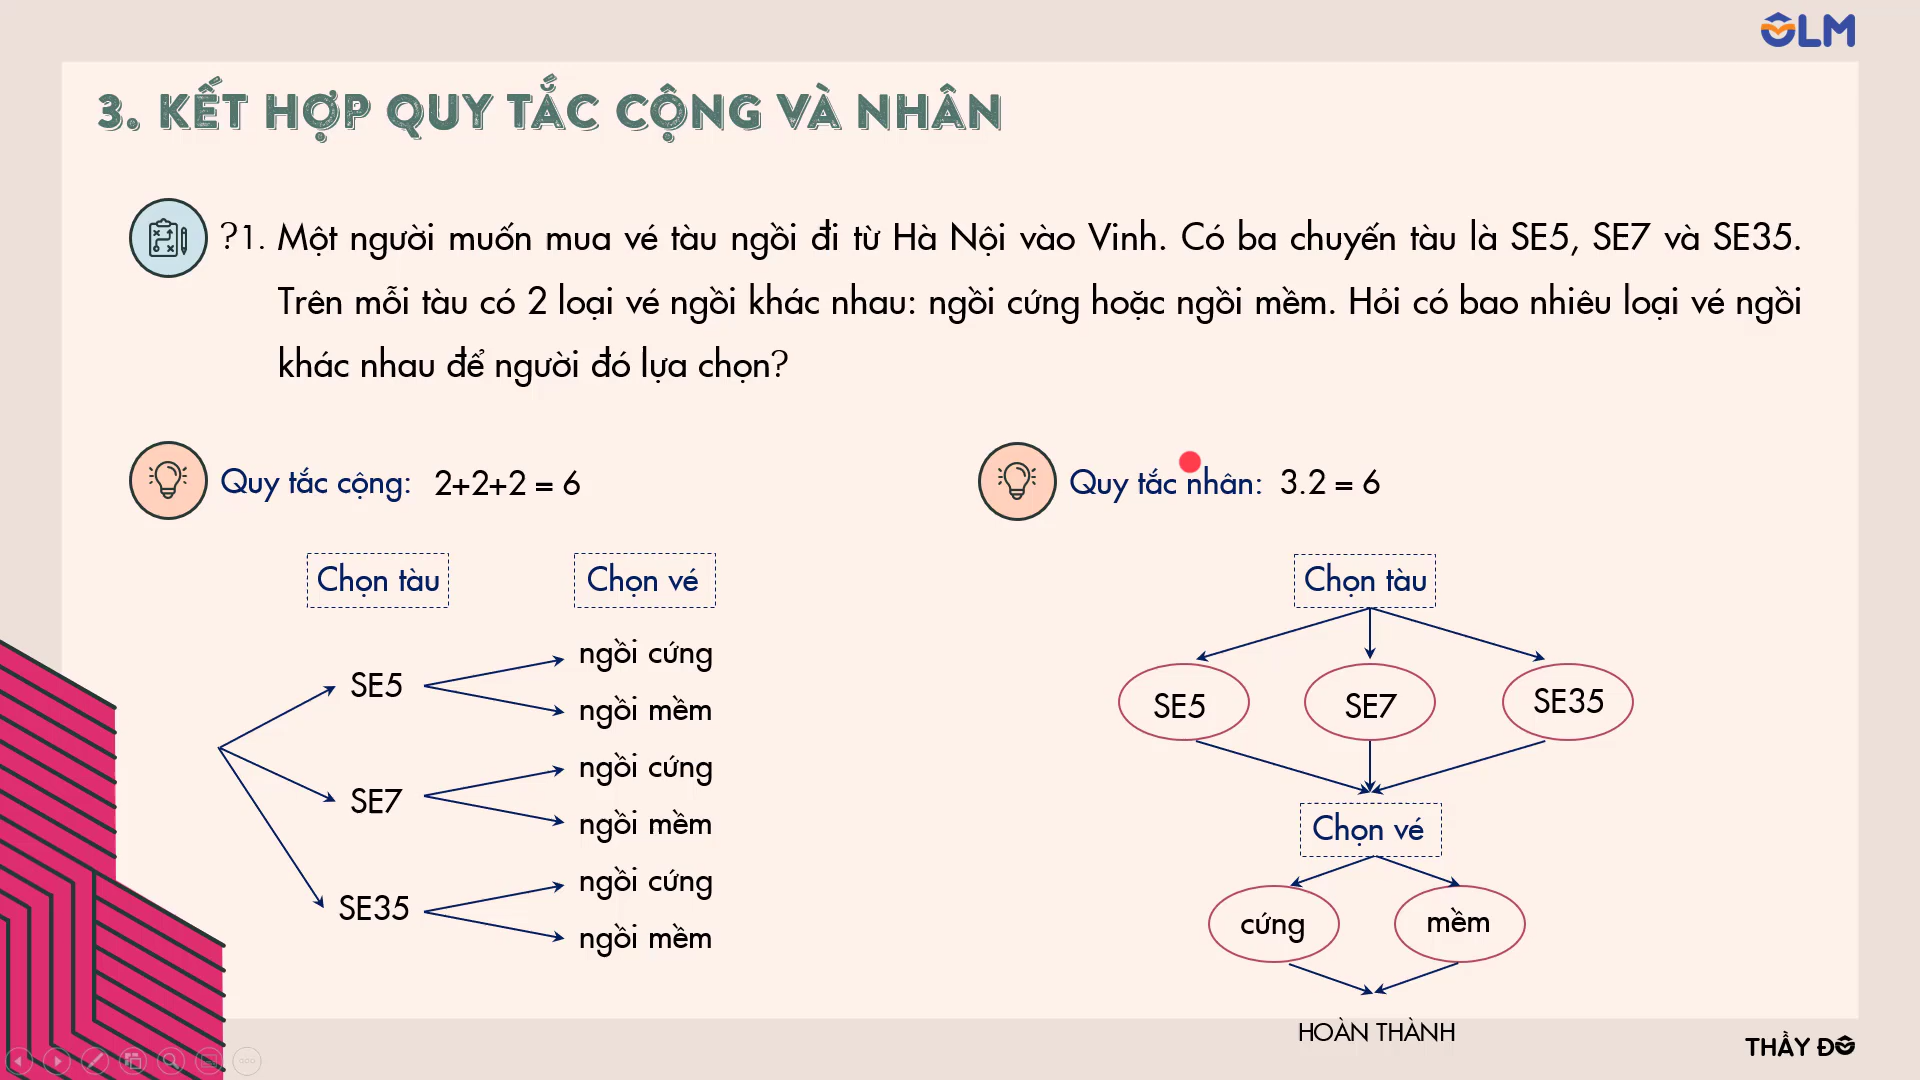 OLM
3. KẾT HỢP QUY TẮC CỘNG VÀ NHÂN
?1. Một người muốn mua vé tàu ngồi đi từ Hà Nội vào Vinh. Có ba chuyến tàu là SE5, SE7 và SE35.
Trên mỗi tàu có 2 loại vé ngồi khác nhau: ngồi cứng hoặc ngồi mềm. Hỏi có bao nhiêu loại vé ngồi
khác nhau để người đó lựa chọn?
Quy tắc cộng: 2+2+2 = 6
Chọn tàu
Chọn vé
SE5
ngồi cứng
ngồi mềm
SE7
ngồi cứng
ngồi mềm
SE35
ngồi cứng
ngồi mềm
Quy tắc nhân: 3.2 = 6
Chọn tàu
SE5
SE7
SE35
Chọn vé
cứng
mềm
HOÀN THÀNH
THẦY ĐÔ